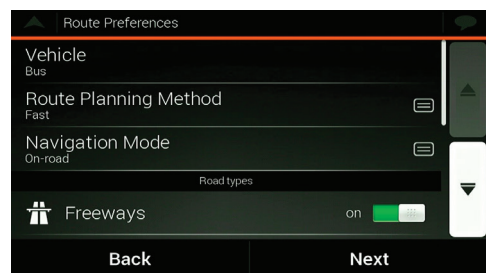 Route Preferences
Vehicle
Bus
Route Planning Method
Fast
Navigation Mode
On-road
Road types
Freeways on
Back Next